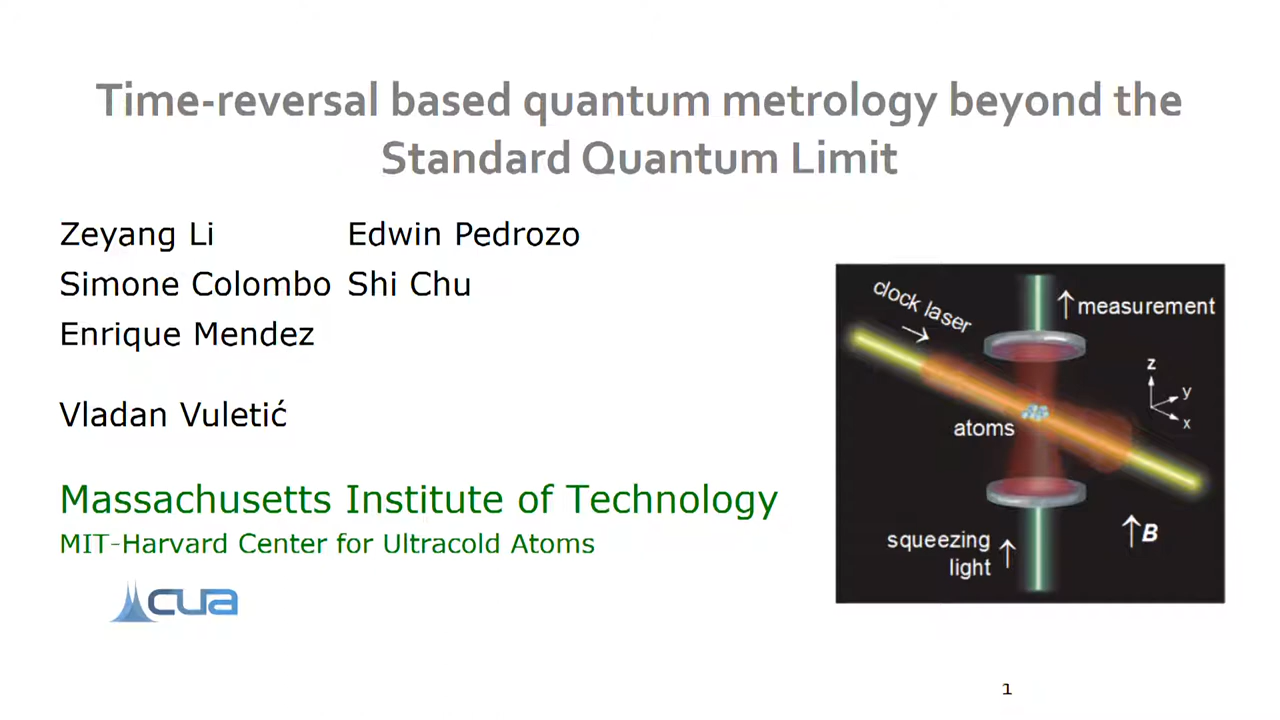 Time-reversal based quantum metrology beyond the
Standard Quantum Limit
Zeyang Li
Edwin Pedrozo
Simone Colombo
Shi Chu
Enrique Mendez
Vladan Vuletić
Massachusetts Institute of Technology
MIT-Harvard Center for Ultracold Atoms
cua
clock laser
→
↑ measurement
z
y
x
atoms
squeezing
light
↑
↑ B
1